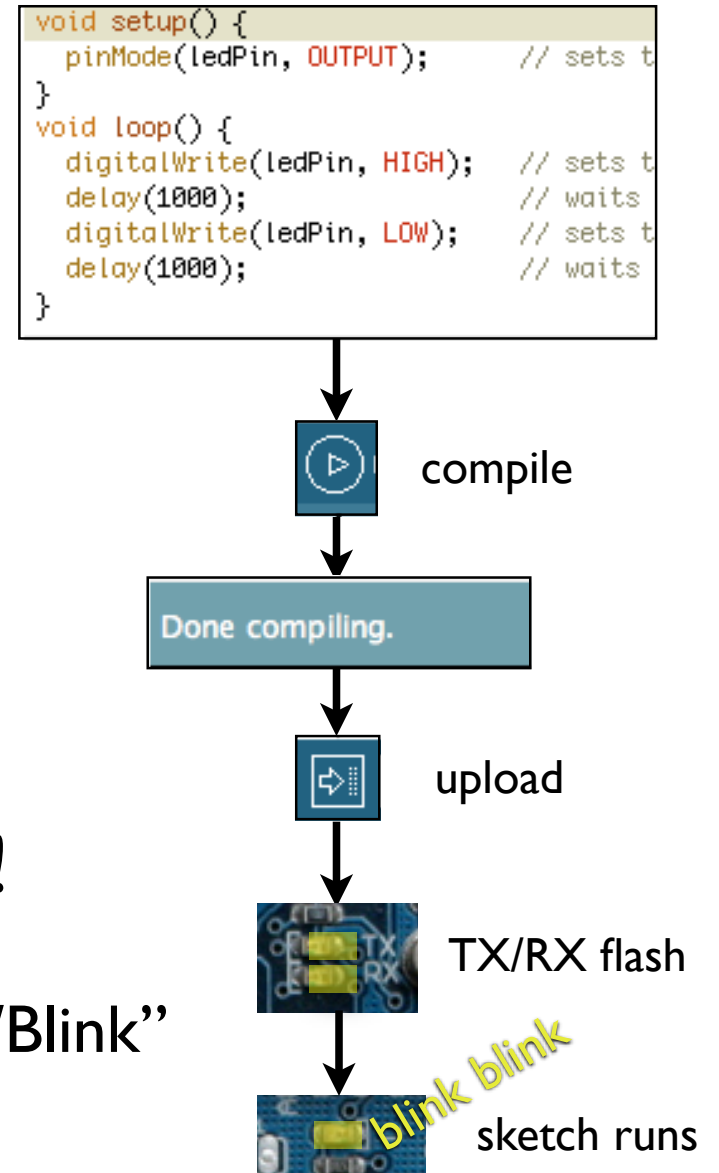 void setup() {
  pinMode(ledPin, OUTPUT);       // sets t
}
void loop() {
  digitalWrite(ledPin, HIGH);   // sets t
  delay(1000);                  // waits
  digitalWrite(ledPin, LOW);    // sets t
  delay(1000);                  // waits
}
compile
Done compiling.
upload
!
TX
RX
TX/RX flash
/Blink”
blink blink
sketch runs